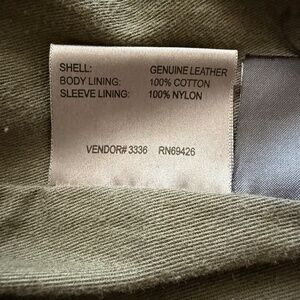 SHELL: GENUINE LEATHER
BODY LINING: 100% COTTON
SLEEVE LINING: 100% NYLON
VENDOR# 3336 RN69426